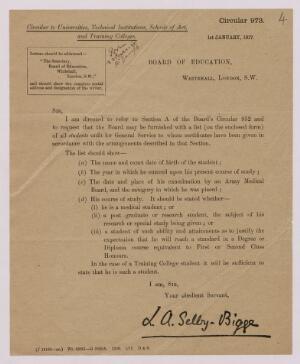 Circular 973.
4
Circular to Universities, Technical Institutions, Schools of Art,
and Training Colleges.
1st JANUARY, 1917.
Letters should be addressed:—
"The Secretary,
Board of Education,
Whitehall,
London, S.W.,"
and should show the complete postal
address and designation of the writer.
BOARD OF EDUCATION,
WHITEHALL, LONDON, S.W.
SIR,
I am directed to refer to Section A of the Board's Circular 952 and
to request that the Board may be furnished with a list (on the enclosed form)
of all students unfit for General Service to whom certificates have been given in
accordance with the arrangements described in that Section.
The list should show—
(a) The name and exact date of birth of the student;
(b) The year in which he entered upon his present course of study;
(c) The date and place of his examination by an Army Medical
Board, and the category in which he was placed;
(d) His course of study. It should be stated whether—
(i) he is a medical student; or
(ii) a post graduate or research student, the subject of his
research or special study being given; or
(iii) a student of such ability and attainments as to justify the
expectation that he will reach a standard in a Degree or
Diploma course equivalent to First or Second Class
Honours.
In the case of a Training College student it will be sufficient to
state that he is such a student.
I am, Sir,
Your obedient Servant,
L. A. Selby-Bigge